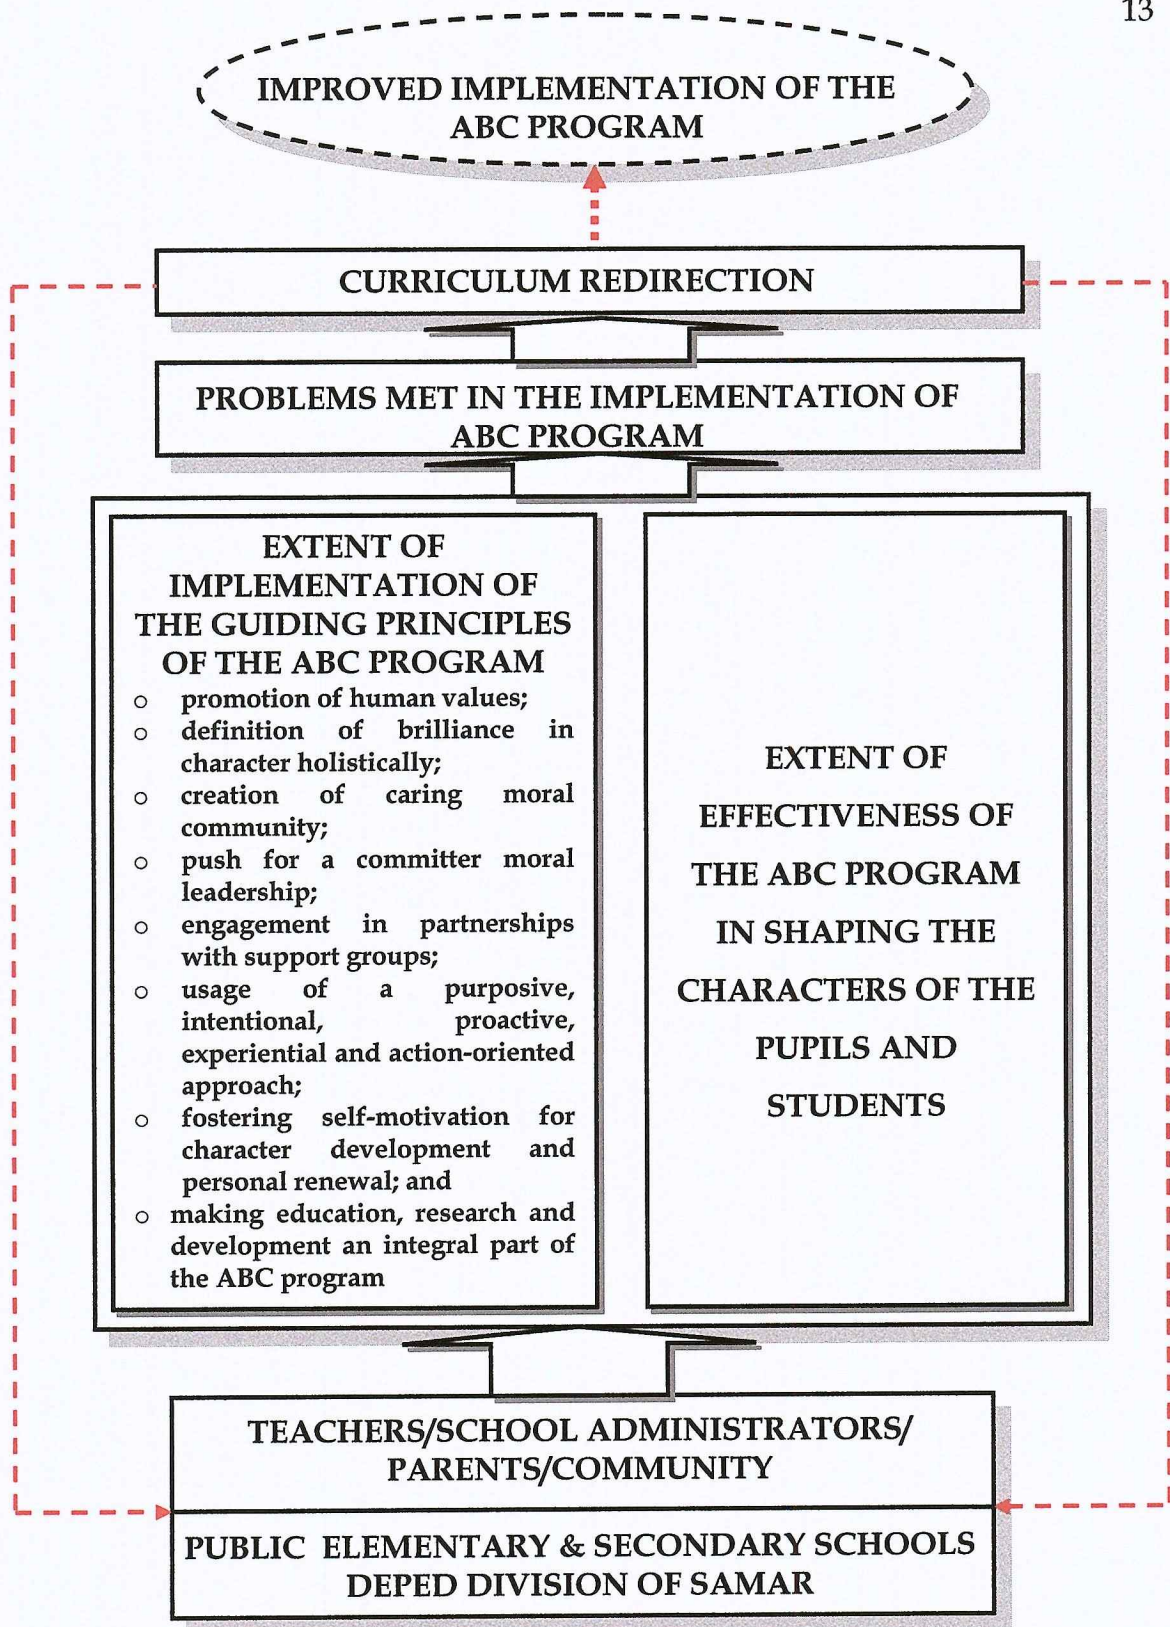 13
IMPROVED IMPLEMENTATION OF THE
ABC PROGRAM
CURRICULUM REDIRECTION
PROBLEMS MET IN THE IMPLEMENTATION OF
ABC PROGRAM
EXTENT OF
IMPLEMENTATION OF
THE GUIDING PRINCIPLES
OF THE ABC PROGRAM
o promotion of human values;
o definition of brilliance in
character holistically;
o creation of caring moral
community;
o push for a committer moral
leadership;
o engagement in partnerships
with support groups;
o usage of a purposive,
intentional, proactive,
experiential and action-oriented
approach;
o fostering self-motivation for
character development and
personal renewal; and
o making education, research and
development an integral part of
the ABC program
EXTENT OF
EFFECTIVENESS OF
THE ABC PROGRAM
IN SHAPING THE
CHARACTERS OF THE
PUPILS AND
STUDENTS
TEACHERS/SCHOOL ADMINISTRATORS/
PARENTS/COMMUNITY
PUBLIC ELEMENTARY & SECONDARY SCHOOLS
DEPED DIVISION OF SAMAR